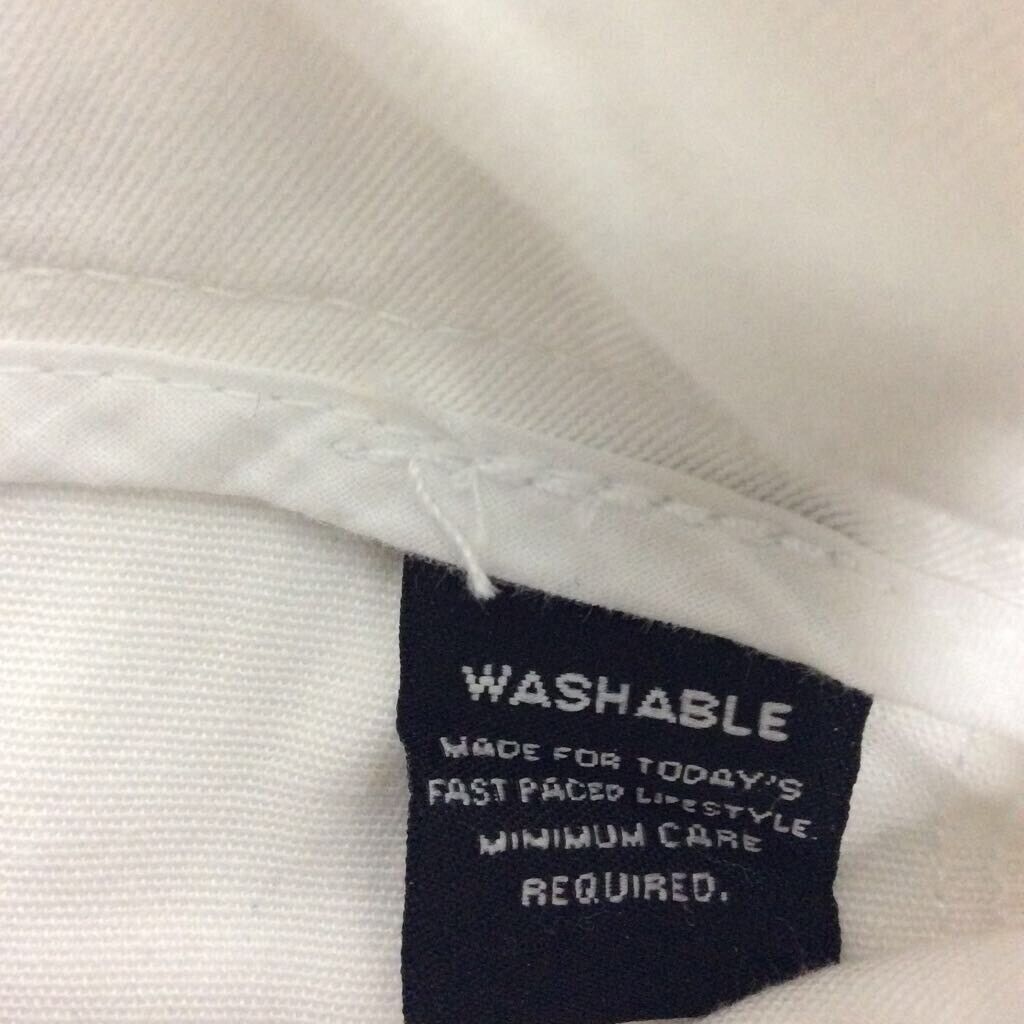 WASHABLE
MADE FOR TODAY'S
FAST PACED LIFESTYLE.
MINIMUM CARE
REQUIRED.